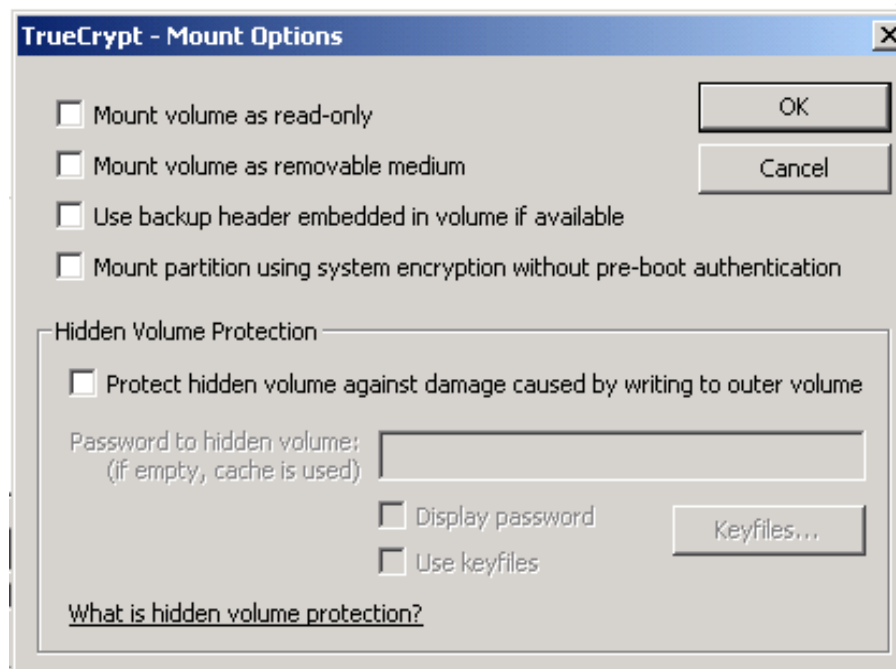 TrueCrypt - Mount Options
Mount volume as read-only
OK
Mount volume as removable medium
Cancel
Use backup header embedded in volume if available
Mount partition using system encryption without pre-boot authentication
Hidden Volume Protection
Protect hidden volume against damage caused by writing to outer volume
Password to hidden volume:
(if empty, cache is used)
Display password
Keyfiles...
Use keyfiles
What is hidden volume protection?